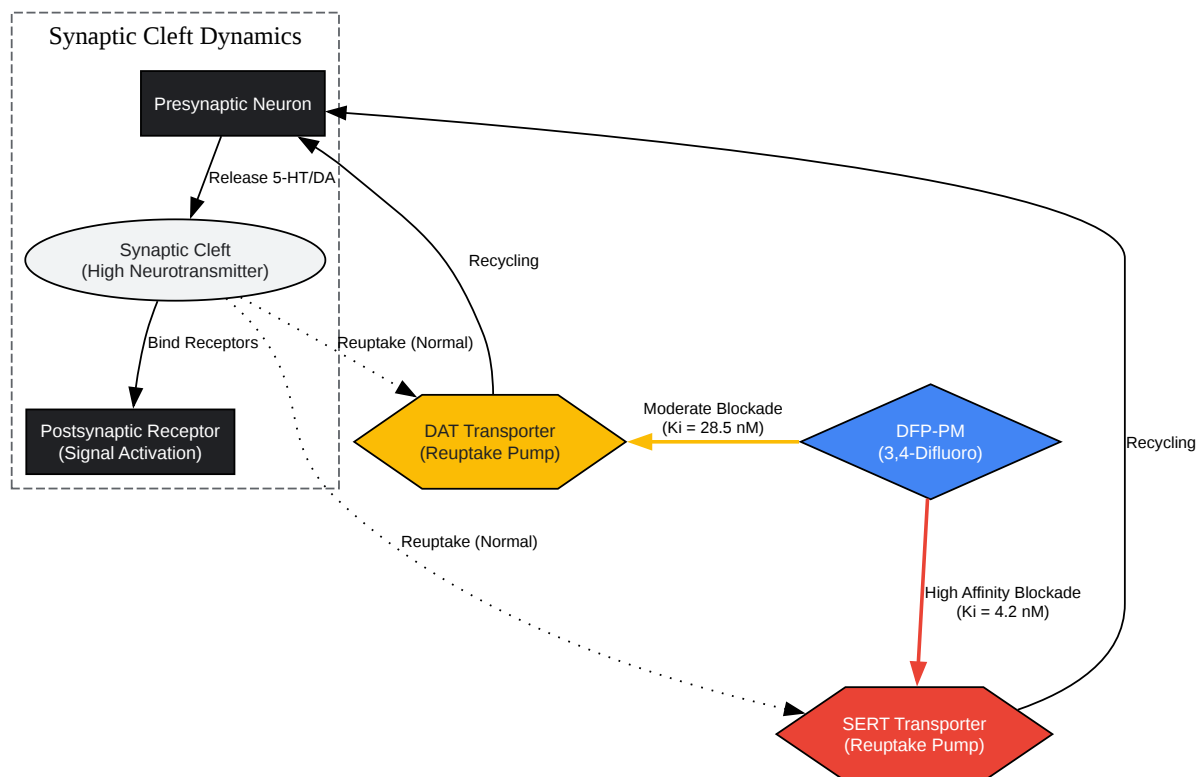 Synaptic Cleft Dynamics
Presynaptic Neuron
Release 5-HT/DA
Synaptic Cleft
(High Neurotransmitter)
Recycling
Bind Receptors
Reuptake (Normal)
Postsynaptic Receptor
(Signal Activation)
DAT Transporter
(Reuptake Pump)
Moderate Blockade
(Ki = 28.5 nM)
DFP-PM
(3,4-Difluoro)
Recycling
Reuptake (Normal)
High Affinity Blockade
(Ki = 4.2 nM)
SERT Transporter
(Reuptake Pump)